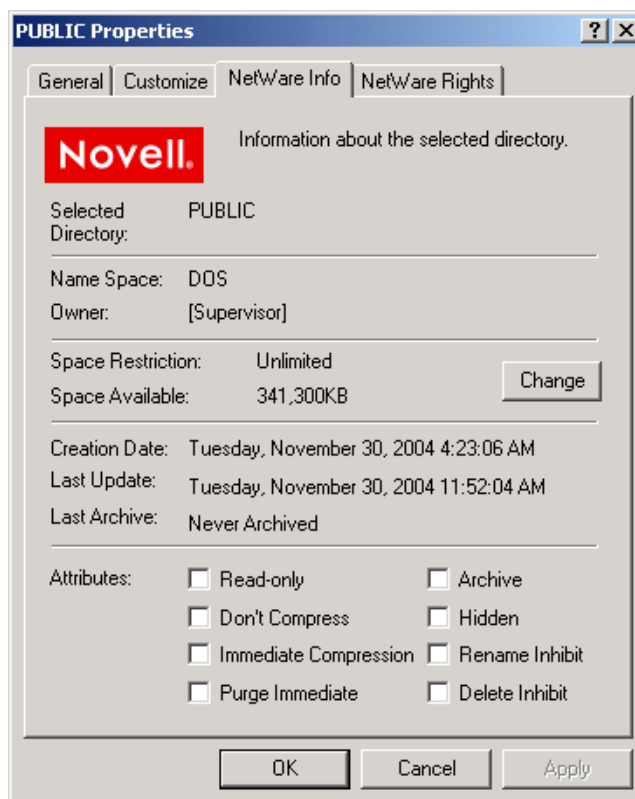 PUBLIC Properties
General Customize NetWare Info NetWare Rights
Novell®
Information about the selected directory.
Selected Directory: PUBLIC
Name Space: DOS
Owner: [Supervisor]
Space Restriction: Unlimited
Space Available: 341,300KB
Change
Creation Date: Tuesday, November 30, 2004 4:23:06 AM
Last Update: Tuesday, November 30, 2004 11:52:04 AM
Last Archive: Never Archived
Attributes: Read-only Archive
Don't Compress Hidden
Immediate Compression Rename Inhibit
Purge Immediate Delete Inhibit
OK Cancel Apply